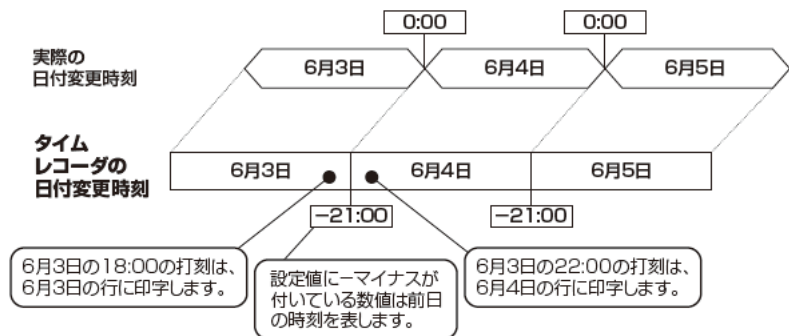 0:00
0:00
実際の
日付変更時刻
6月3日
6月4日
6月5日
タイム
レコーダの
日付変更時刻
6月3日
6月4日
6月5日
−21:00
−21:00
6月3日の18:00の打刻は、
6月3日の行に印字します。
設定値に−マイナスが
付いている数値は前日
の時刻を表します。
6月3日の22:00の打刻は、
6月4日の行に印字します。